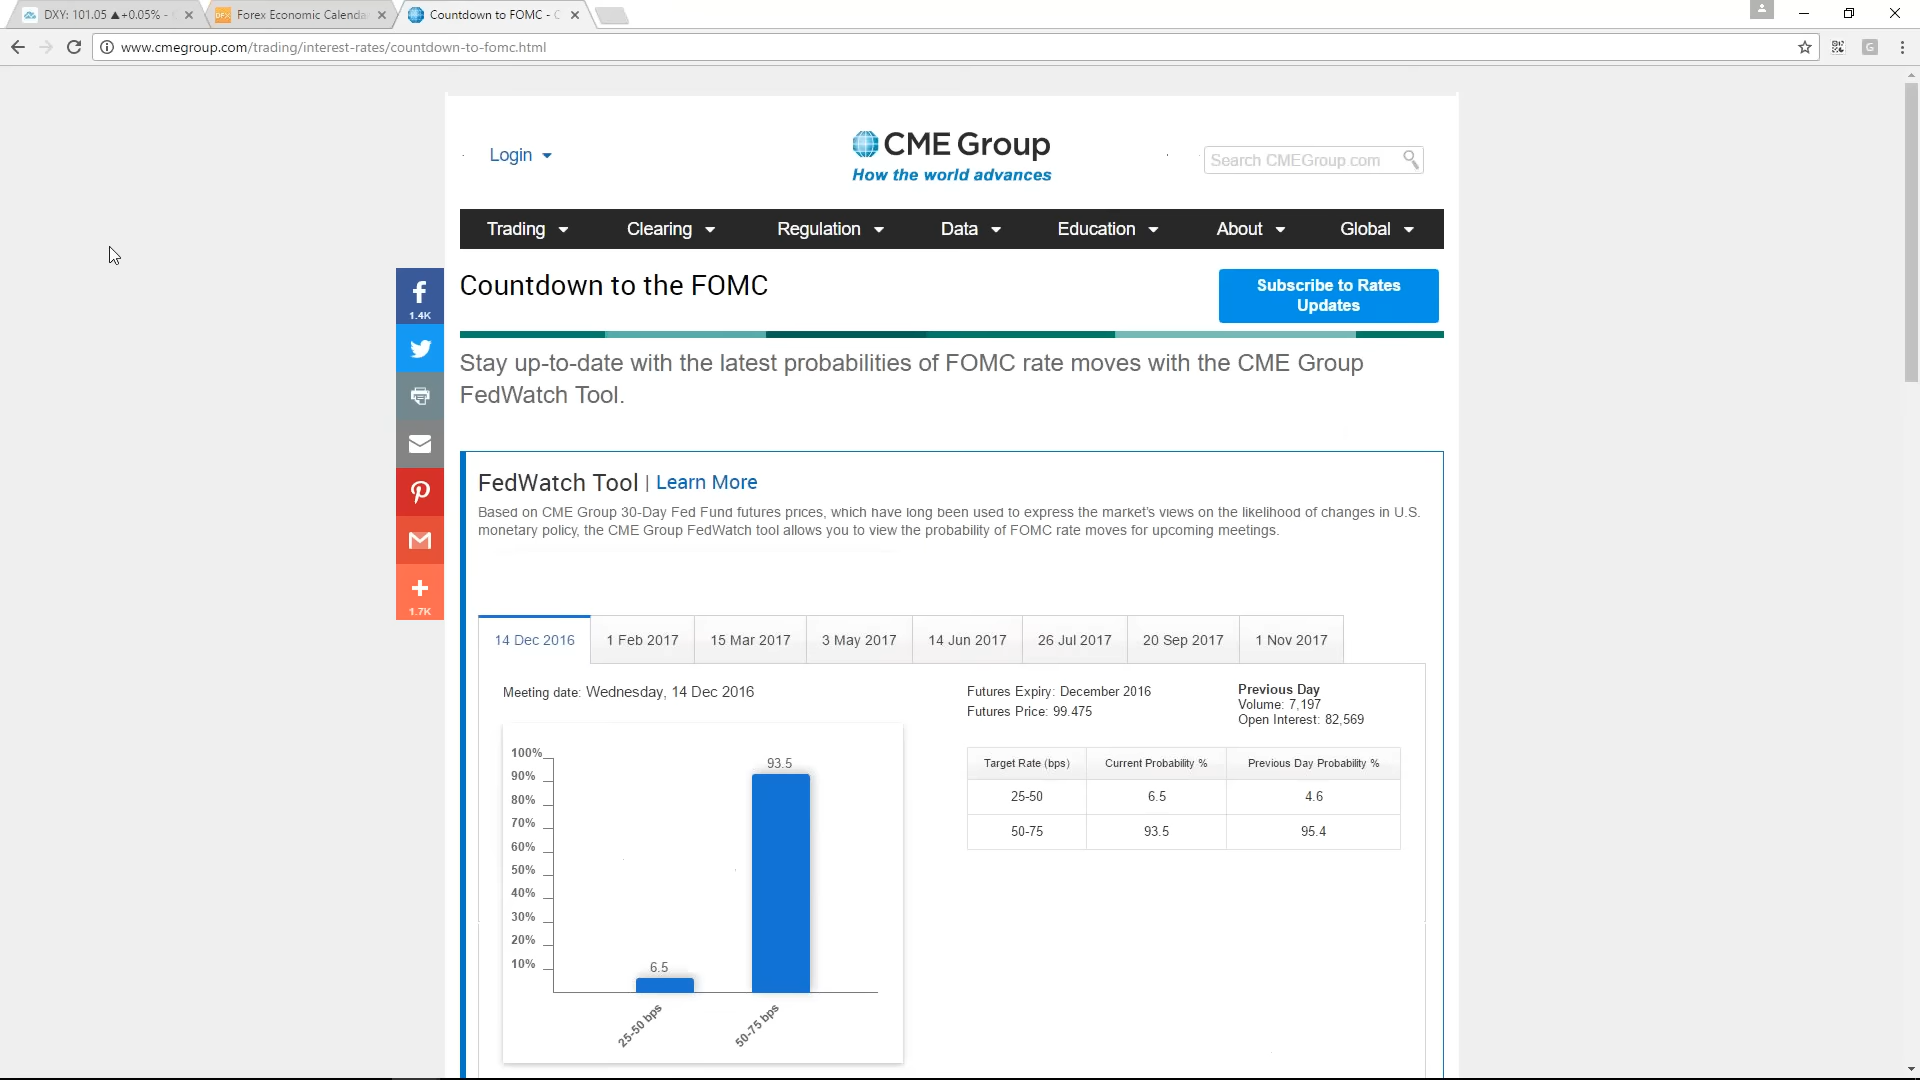 DXY: 101.05 ▲+0.05% -
Forex Economic Calenda
Countdown to FOMC - C
www.cmegroup.com/trading/interest-rates/countdown-to-fomc.html
Login
CME Group
How the world advances
Search CMEGroup com
Trading Clearing Regulation Data Education About Global
Countdown to the FOMC
Subscribe to Rates
Updates
1.4K
Stay up-to-date with the latest probabilities of FOMC rate moves with the CME Group
FedWatch Tool.
FedWatch Tool | Learn More
Based on CME Group 30-Day Fed Fund futures prices, which have long been used to express the market's views on the likelihood of changes in U.S.
monetary policy, the CME Group FedWatch tool allows you to view the probability of FOMC rate moves for upcoming meetings.
1.7K
14 Dec 2016 1 Feb 2017 15 Mar 2017 3 May 2017 14 Jun 2017 26 Jul 2017 20 Sep 2017 1 Nov 2017
Meeting date: Wednesday, 14 Dec 2016
Futures Expiry: December 2016
Futures Price: 99.475
Previous Day
Volume: 7,197
Open Interest: 82,569
100%
90%
80%
70%
60%
50%
40%
30%
20%
10%
6.5
93.5
25-50 bps
50-75 bps
Target Rate (bps) Current Probability % Previous Day Probability %
25-50 6.5 4.6
50-75 93.5 95.4